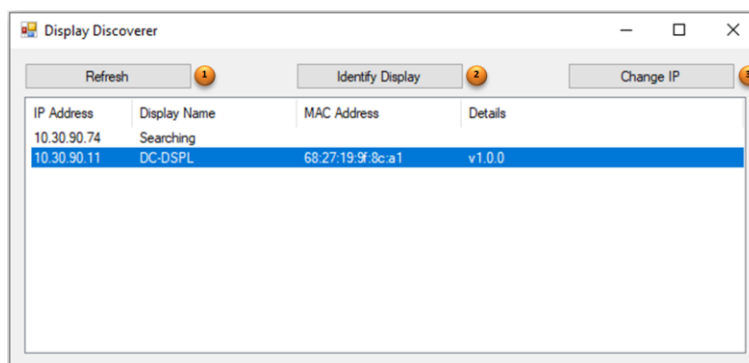 Display Discoverer
Refresh 1 Identify Display 2 Change IP 3
IP Address Display Name MAC Address Details
10.30.90.74 Searching
10.30.90.11 DC-DSPL 68:27:19:9f:8c:a1 v1.0.0